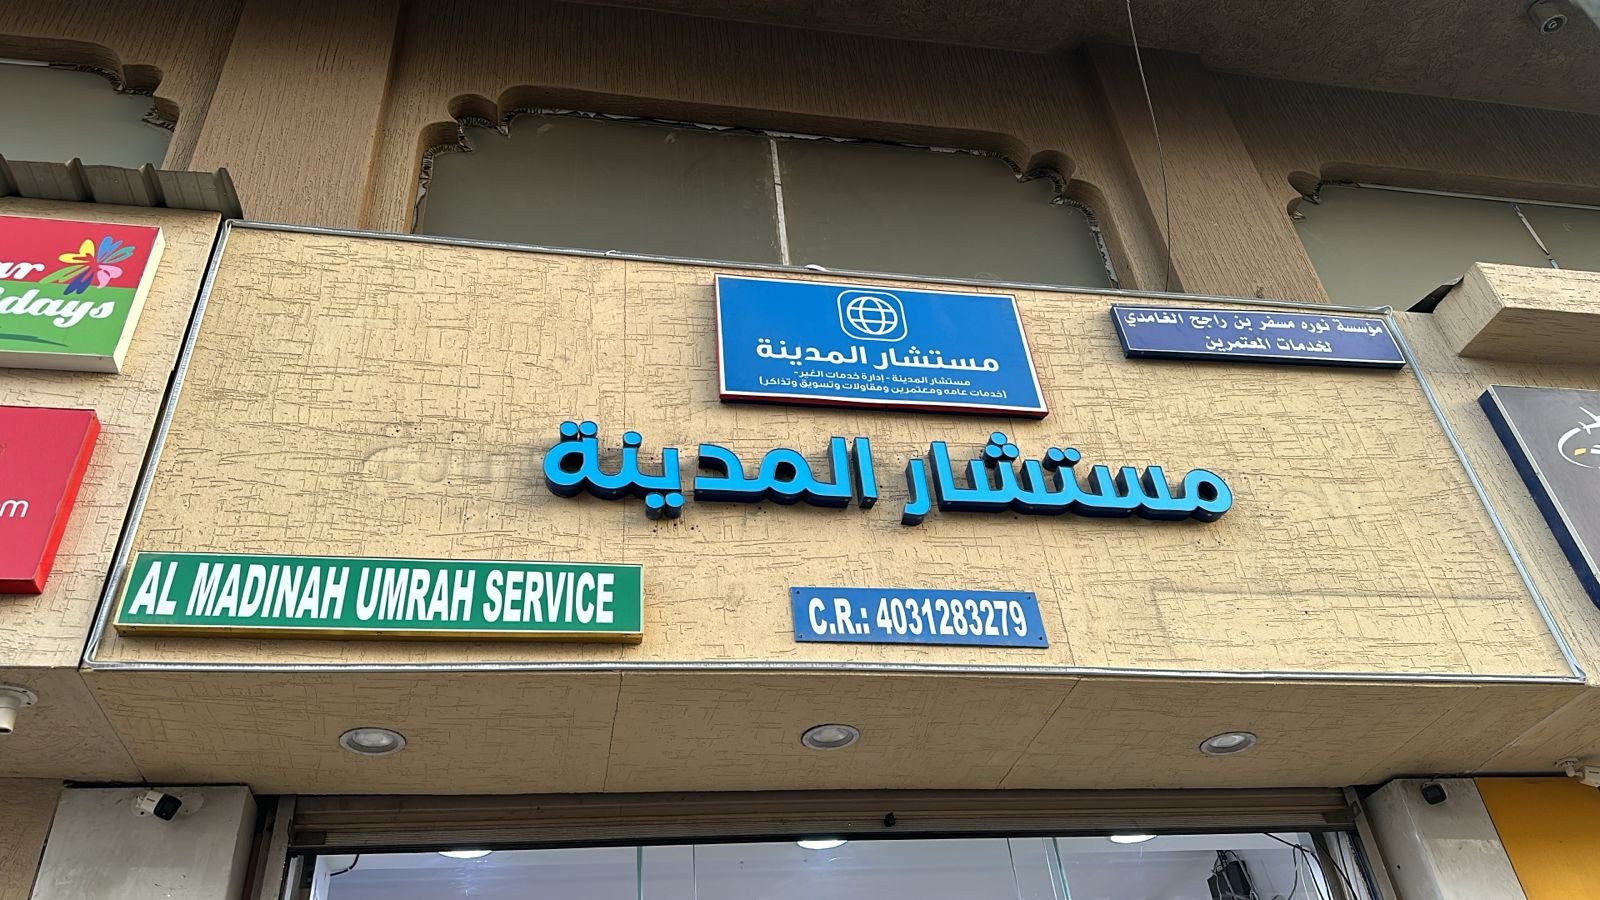 مستشار المدينة
مستشار المدينة - إدارة خدمات الغير-
(خدمات عامه ومعتمرين ومقاولات وتسويق وتذاكر)
مؤسسة نوره مسفر بن راجح الغامدي
لخدمات المعتمرين
مستشار المدينة
AL MADINAH UMRAH SERVICE
C.R.: 4031283279